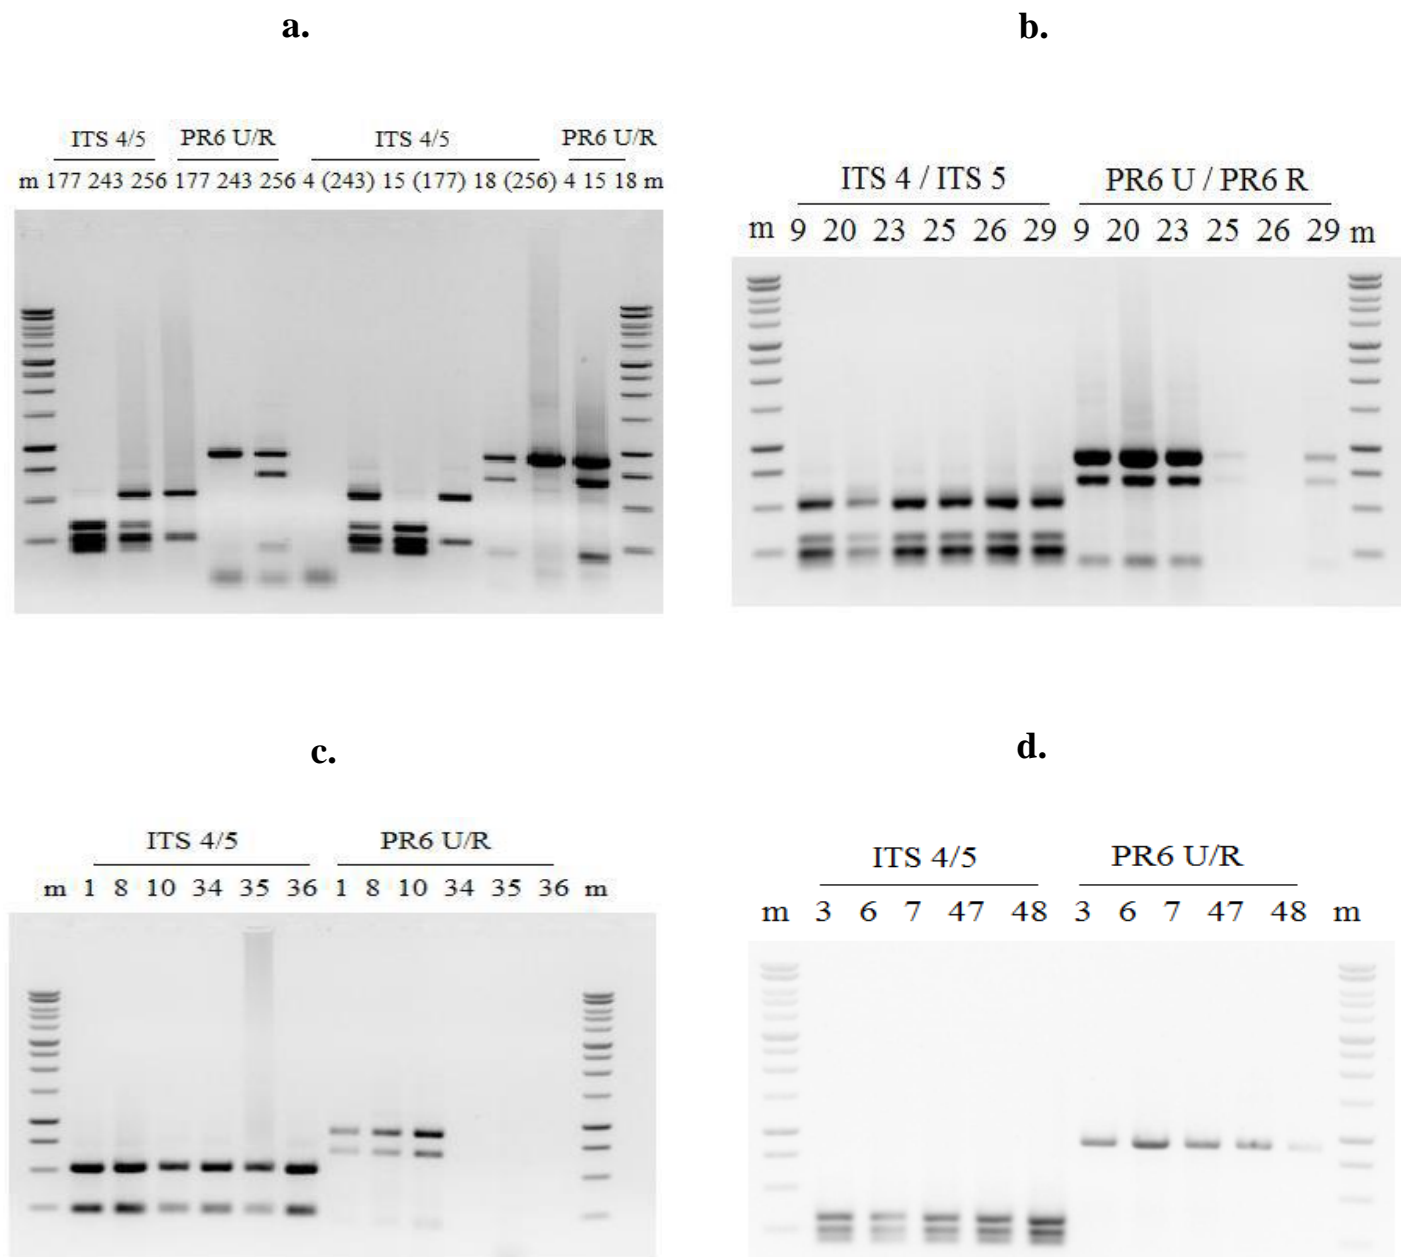 a.
ITS 4/5 PR6 U/R ITS 4/5 PR6 U/R
m 177 243 256 177 243 256 4 (243) 15 (177) 18 (256) 4 15 18 m
b.
ITS 4 / ITS 5 PR6 U / PR6 R
m 9 20 23 25 26 29 9 20 23 25 26 29 m
c.
ITS 4/5 PR6 U/R
m 1 8 10 34 35 36 1 8 10 34 35 36 m
d.
ITS 4/5 PR6 U/R
m 3 6 7 47 48 3 6 7 47 48 m